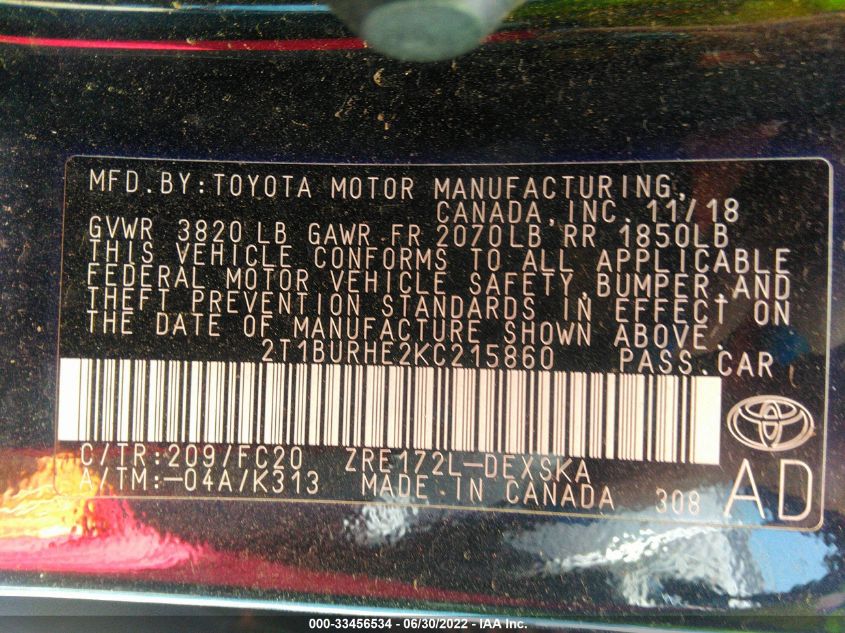 MFD.BY:TOYOTA MOTOR MANUFACTURING,
CANADA,INC. 11/18
GVWR 3820LB GAWR FR 2070LB RR 1850LB
THIS VEHICLE CONFORMS TO ALL APPLICABLE
FEDERAL MOTOR VEHICLE SAFETY,BUMPER,AND
THEFT PREVENTION STANDARDS IN EFFECT ON
THE DATE OF MANUFACTURE SHOWN ABOVE.
2T1BURHE2KC215860 PASS.CAR
C/TR:209/FC20 ZRE172L-DEXSKA
A/TM:-04A/K313 MADE IN CANADA 308
AD
000-33456534 - 06/30/2022 - IAA Inc.